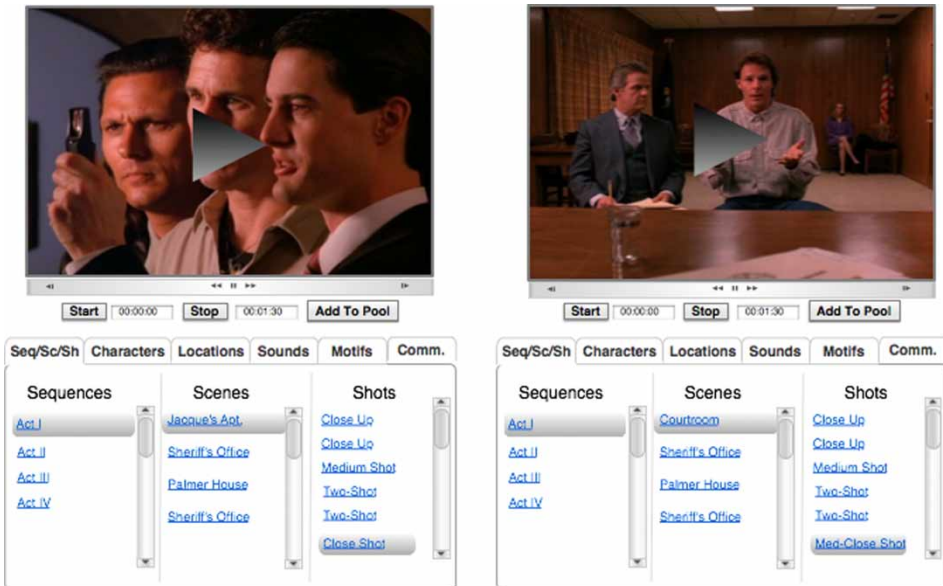 Start 00:00:00 Stop 00:01:30 Add To Pool
Seq/Sc/Sh Characters Locations Sounds Motifs Comm.
Sequences Scenes Shots
Act I
Act II
Act III
Act IV
Jacque's Apt.
Sheriff's Office
Palmer House
Sheriff's Office
Close Up
Close Up
Medium Shot
Two-Shot
Two-Shot
Close Shot
Start 00:00:00 Stop 00:01:30 Add To Pool
Seq/Sc/Sh Characters Locations Sounds Motifs Comm.
Sequences Scenes Shots
Act I
Act II
Act III
Act IV
Courtroom
Sheriff's Office
Palmer House
Sheriff's Office
Close Up
Close Up
Medium Shot
Two-Shot
Two-Shot
Med-Close Shot